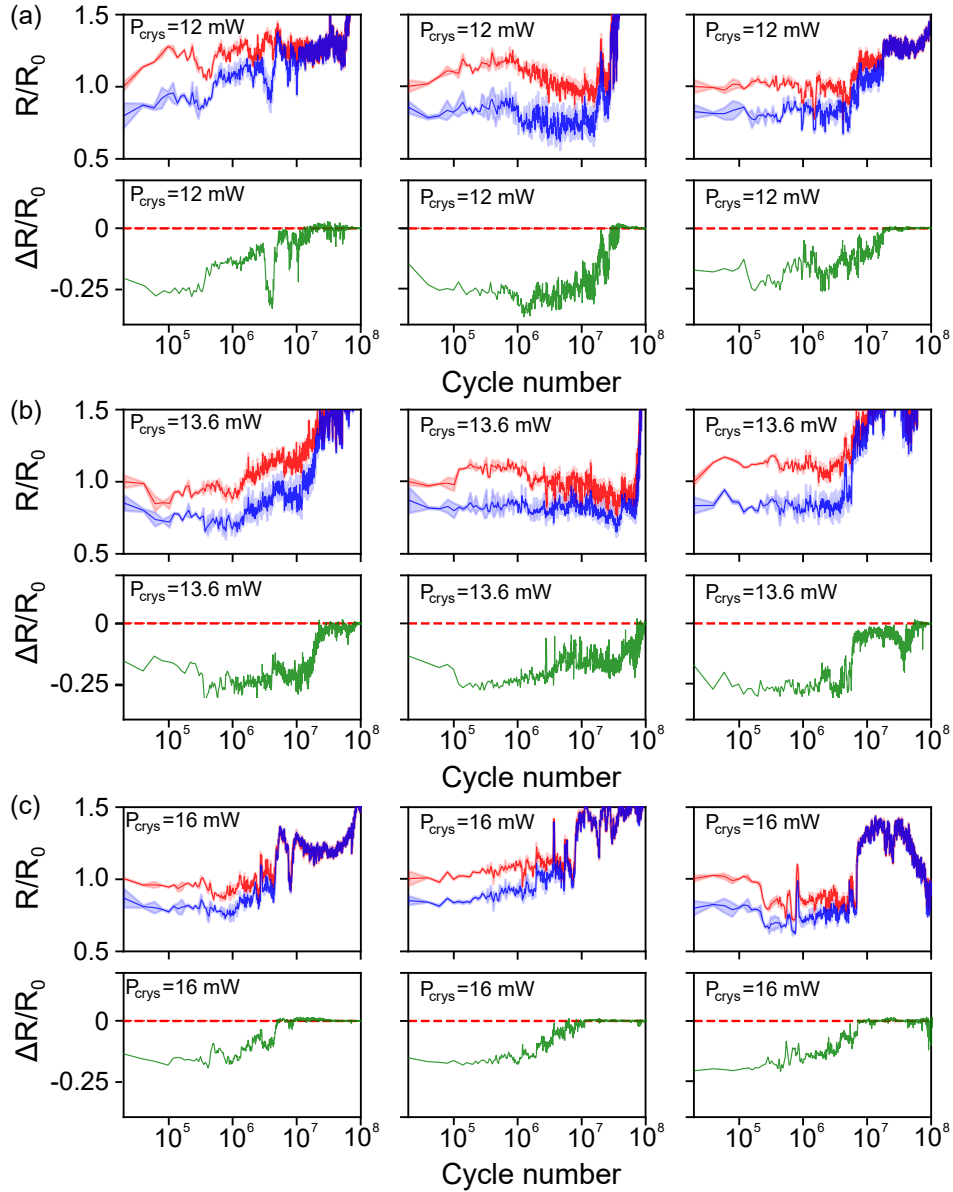 (a)
P_crys=12 mW P_crys=12 mW P_crys=12 mW
R/R_0
1.5
1.0
0.5
P_crys=12 mW P_crys=12 mW P_crys=12 mW
ΔR/R_0
0
-0.25
10^5 10^6 10^7 10^8 10^5 10^6 10^7 10^8 10^5 10^6 10^7 10^8
Cycle number
(b)
P_crys=13.6 mW P_crys=13.6 mW P_crys=13.6 mW
R/R_0
1.5
1.0
0.5
P_crys=13.6 mW P_crys=13.6 mW P_crys=13.6 mW
ΔR/R_0
0
-0.25
10^5 10^6 10^7 10^8 10^5 10^6 10^7 10^8 10^5 10^6 10^7 10^8
Cycle number
(c)
P_crys=16 mW P_crys=16 mW P_crys=16 mW
R/R_0
1.5
1.0
0.5
P_crys=16 mW P_crys=16 mW P_crys=16 mW
ΔR/R_0
0
-0.25
10^5 10^6 10^7 10^8 10^5 10^6 10^7 10^8 10^5 10^6 10^7 10^8
Cycle number